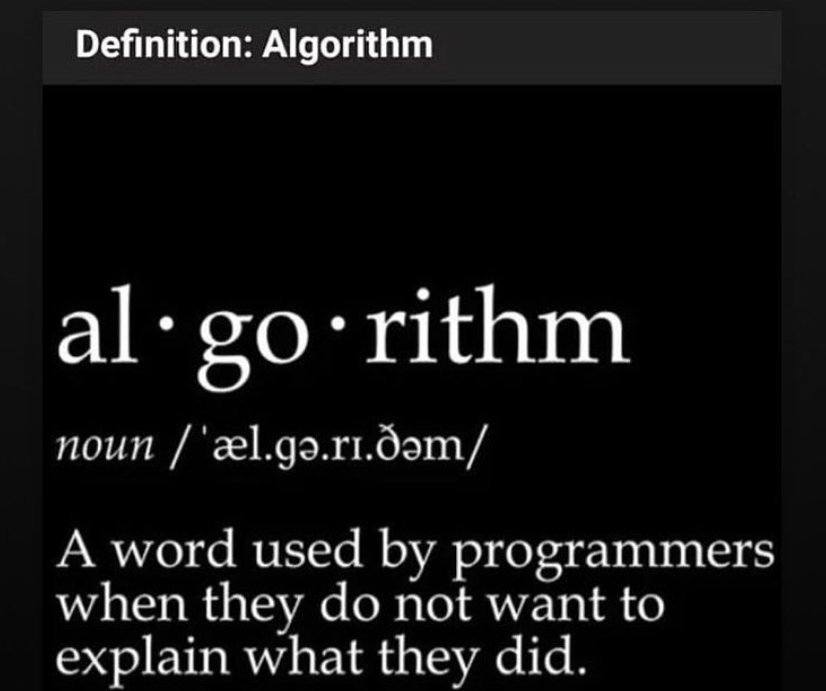 Definition: Algorithm
al·go·rithm
noun /ˈæl.gə.rɪ.ðəm/
A word used by programmers
when they do not want to
explain what they did.